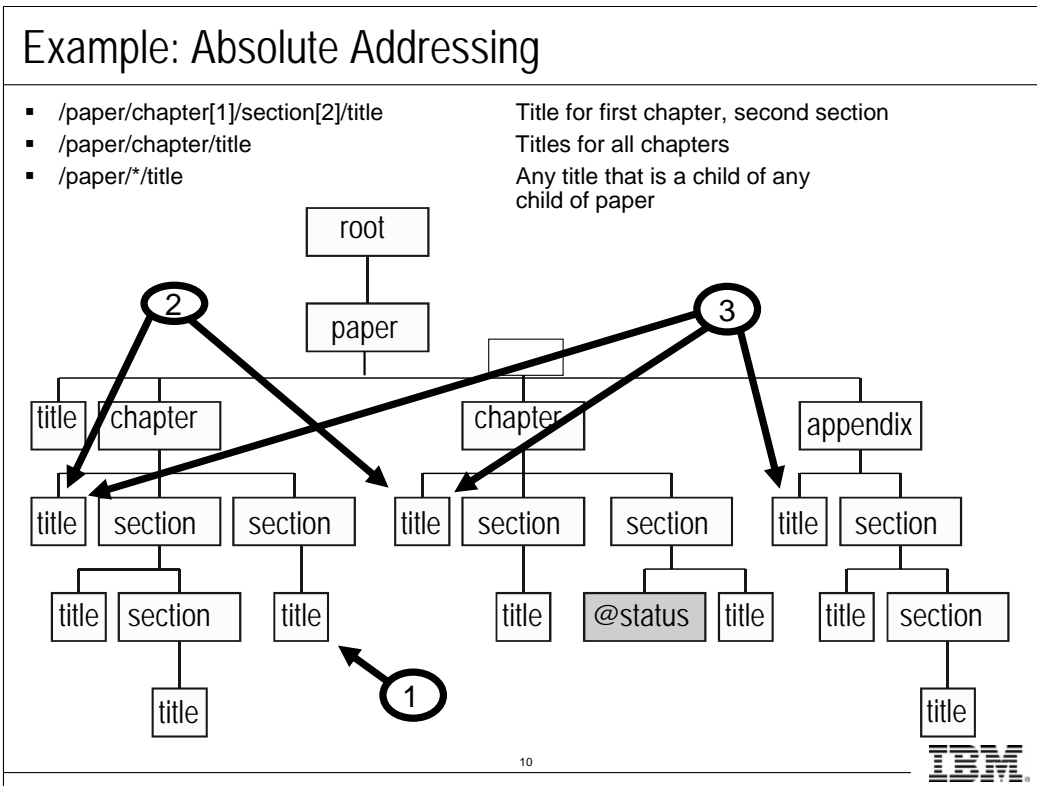 Example: Absolute Addressing
▪ /paper/chapter[1]/section[2]/title Title for first chapter, second section
▪ /paper/chapter/title Titles for all chapters
▪ /paper/*/title Any title that is a child of any
child of paper
root
2 3
paper
title chapter chapter appendix
title section section title section section title section
title section title title @status title title section
1
title title
10
IBM.